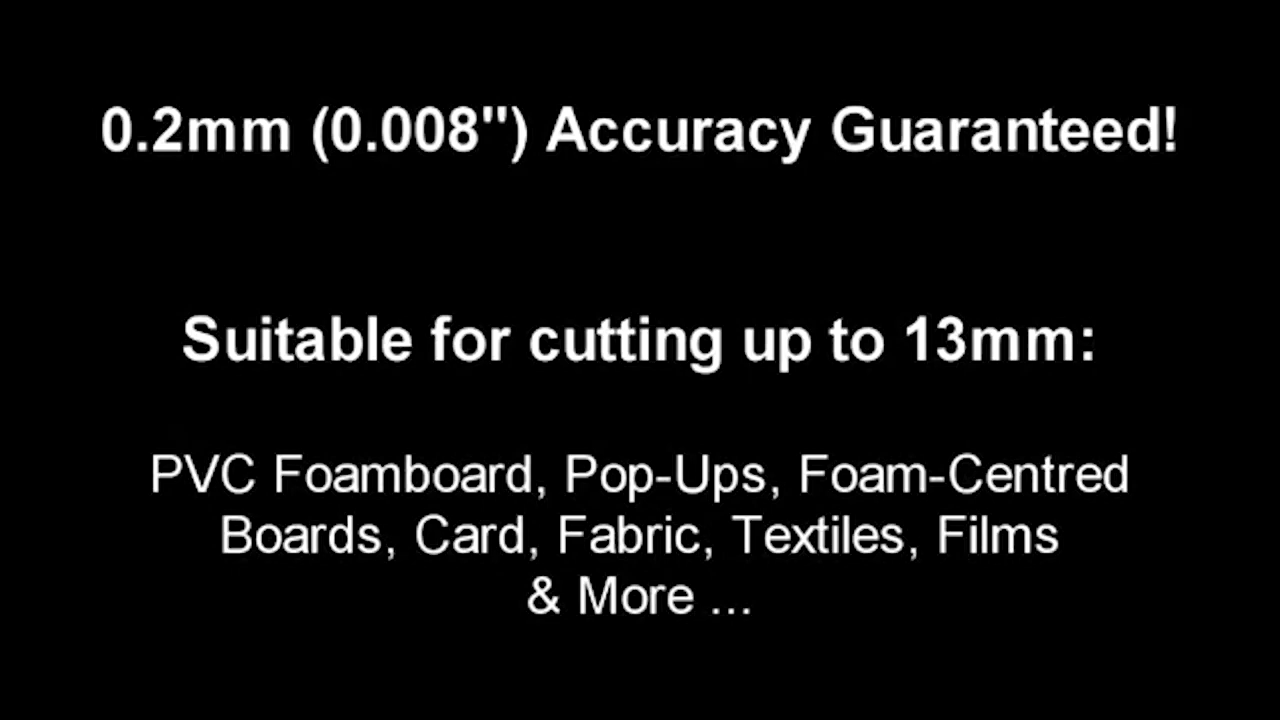 0.2mm (0.008") Accuracy Guaranteed!
Suitable for cutting up to 13mm:
PVC Foamboard, Pop-Ups, Foam-Centred
Boards, Card, Fabric, Textiles, Films
& More ...